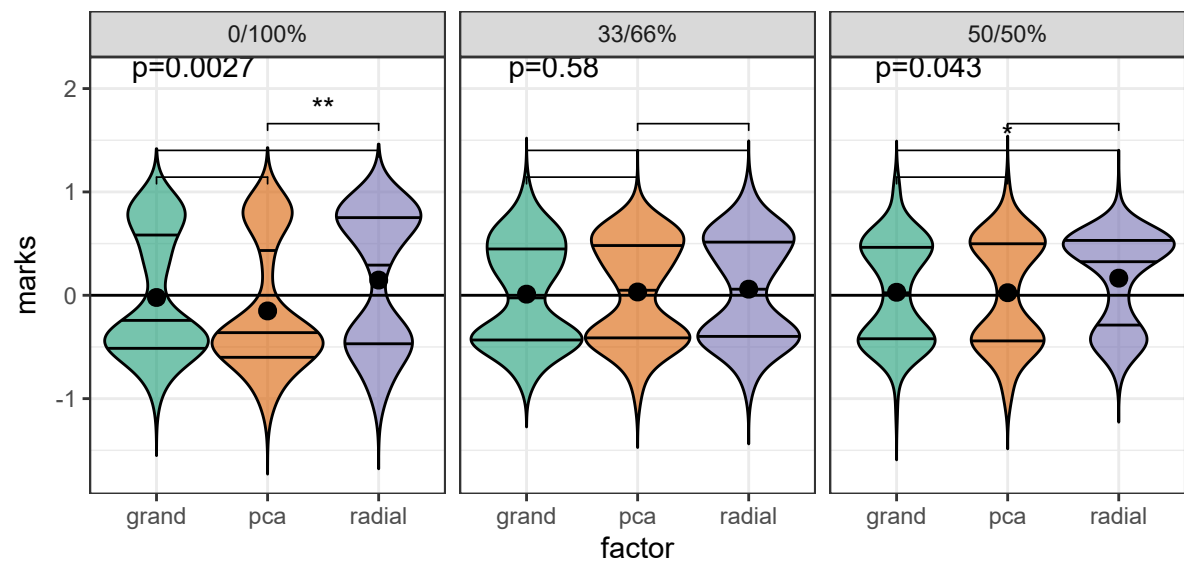 0/100% 33/66% 50/50%
p=0.0027 p=0.58 p=0.043
2
**
*
1
0
-1
marks
grand pca radial grand pca radial grand pca radial
factor